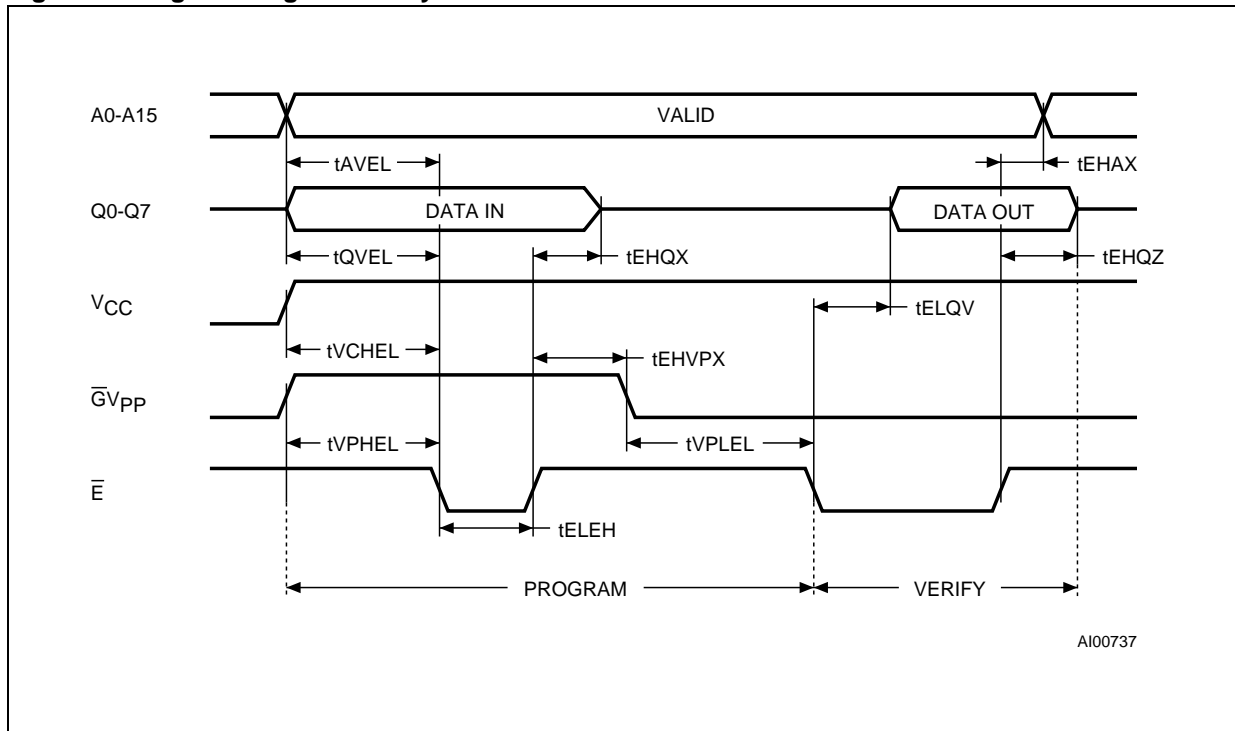 A0-A15
VALID
tAVEL
tEHAX
Q0-Q7
DATA IN
DATA OUT
tQVEL
tEHQX
tEHQZ
VCC
tELQV
tVCHEL
tEHVPX
G̅VPP
tVPHEL
tVPLEL
E̅
tELEH
PROGRAM
VERIFY
AI00737